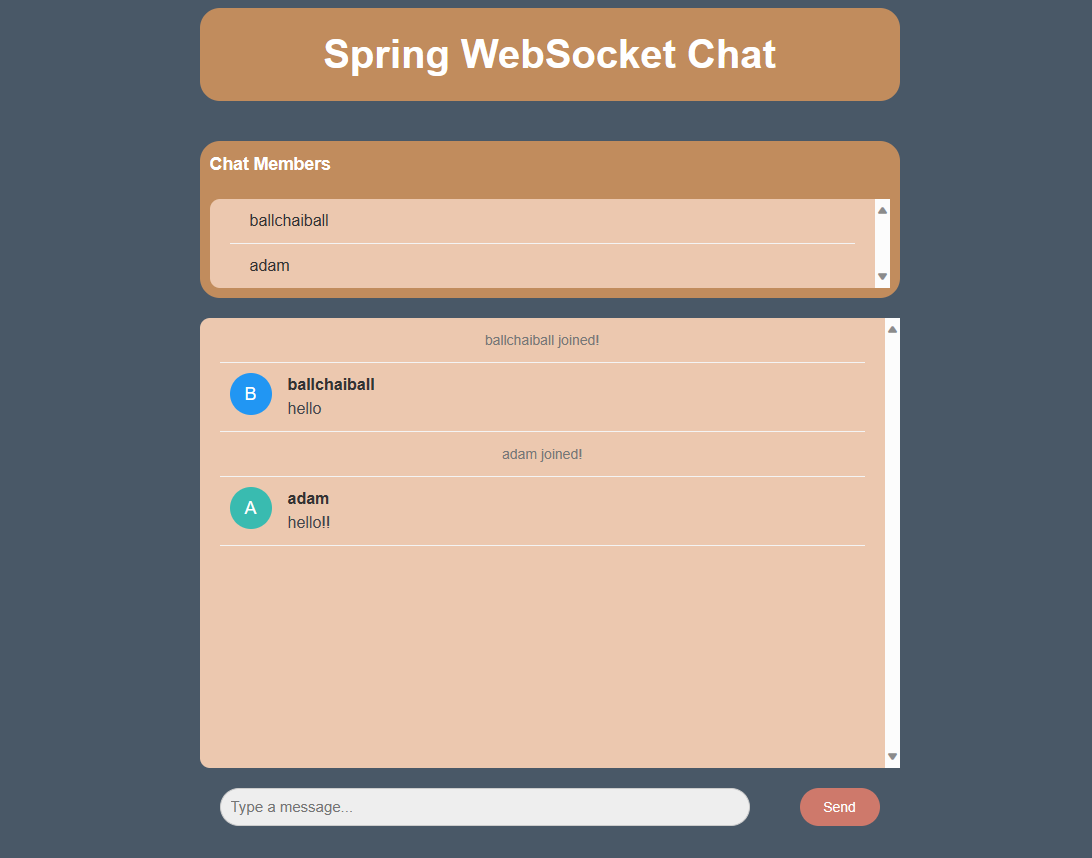 Spring WebSocket Chat
Chat Members
ballchaiball
adam
ballchaiball joined!
B
ballchaiball
hello
adam joined!
A
adam
hello!!
Type a message...
Send